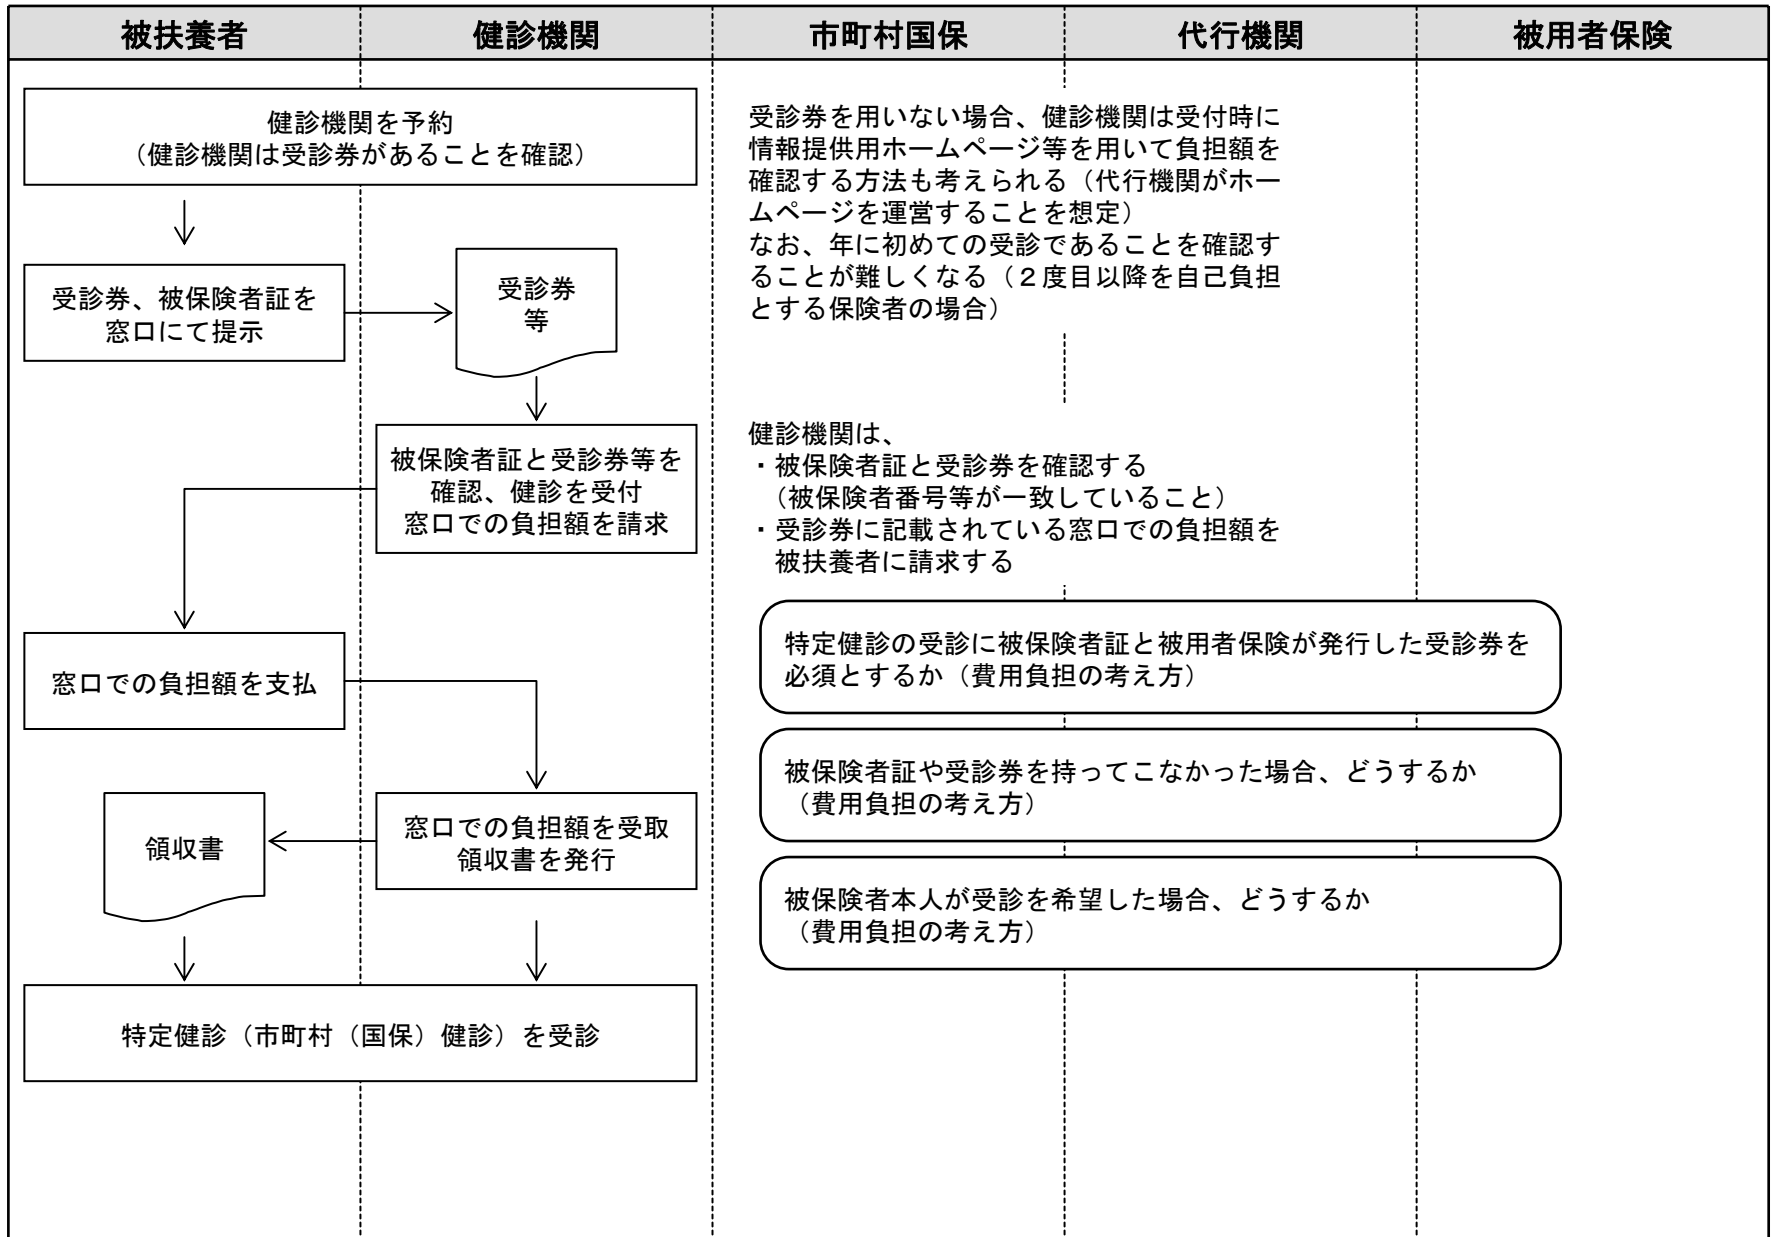 被扶養者
健診機関
市町村国保
代行機関
被用者保険
健診機関を予約
（健診機関は受診券があることを確認）
受診券を用いない場合、健診機関は受付時に
情報提供用ホームページ等を用いて負担額を
確認する方法も考えられる（代行機関がホー
ムページを運営することを想定）
なお、年に初めての受診であることを確認す
ることが難しくなる（２度目以降を自己負担
とする保険者の場合）
受診券、被保険者証を
窓口にて提示
受診券
等
被保険者証と受診券等を
確認、健診を受付
窓口での負担額を請求
健診機関は、
・被保険者証と受診券を確認する
（被保険者番号等が一致していること）
・受診券に記載されている窓口での負担額を
被扶養者に請求する
窓口での負担額を支払
特定健診の受診に被保険者証と被用者保険が発行した受診券を
必須とするか（費用負担の考え方）
被保険者証や受診券を持ってこなかった場合、どうするか
（費用負担の考え方）
領収書
窓口での負担額を受取
領収書を発行
被保険者本人が受診を希望した場合、どうするか
（費用負担の考え方）
特定健診（市町村（国保）健診）を受診